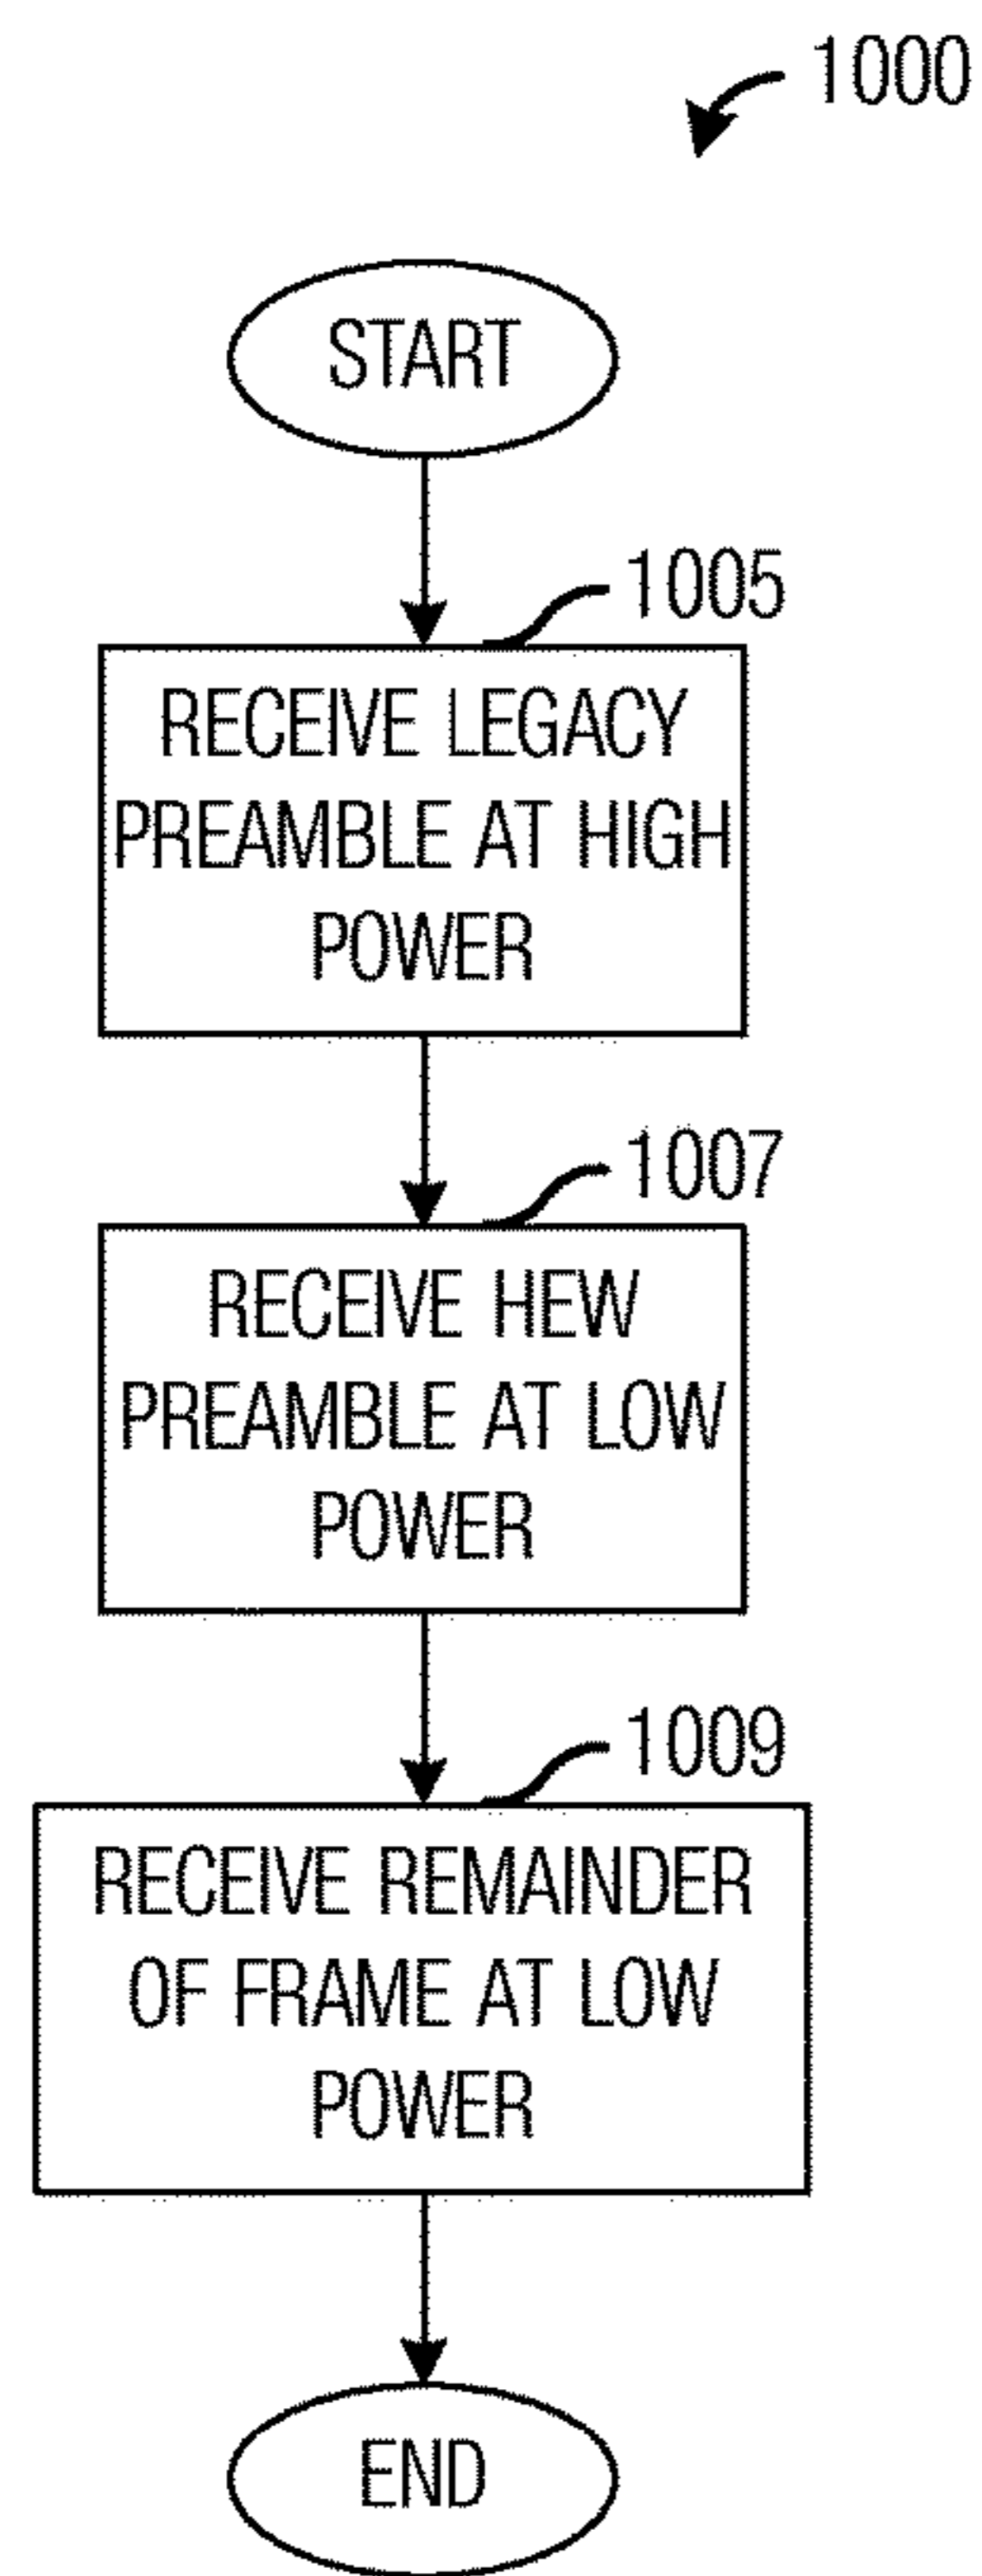 1000
START
1005
RECEIVE LEGACY
PREAMBLE AT HIGH
POWER
1007
RECEIVE HEW
PREAMBLE AT LOW
POWER
1009
RECEIVE REMAINDER
OF FRAME AT LOW
POWER
END